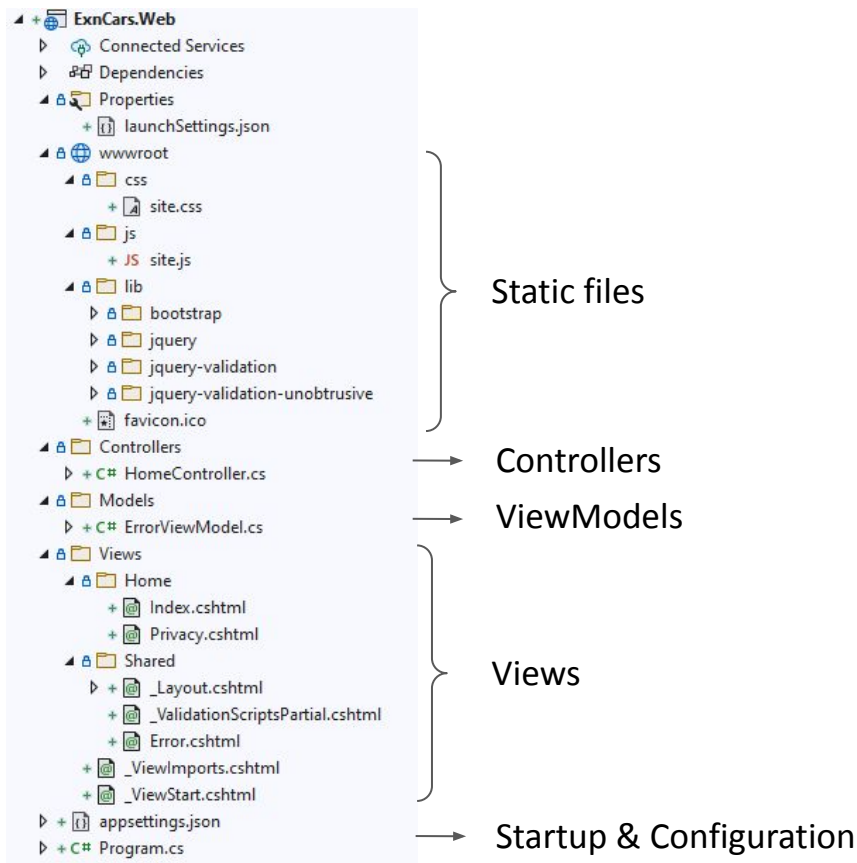 ExnCars.Web
Connected Services
Dependencies
Properties
launchSettings.json
wwwroot
css
site.css
js
JS site.js
lib
bootstrap
jquery
jquery-validation
jquery-validation-unobtrusive
favicon.ico
Static files
Controllers
C# HomeController.cs
Controllers
Models
C# ErrorViewModel.cs
ViewModels
Views
Home
Index.cshtml
Privacy.cshtml
Shared
_Layout.cshtml
_ValidationScriptsPartial.cshtml
Error.cshtml
_ViewImports.cshtml
_ViewStart.cshtml
Views
appsettings.json
C# Program.cs
Startup & Configuration